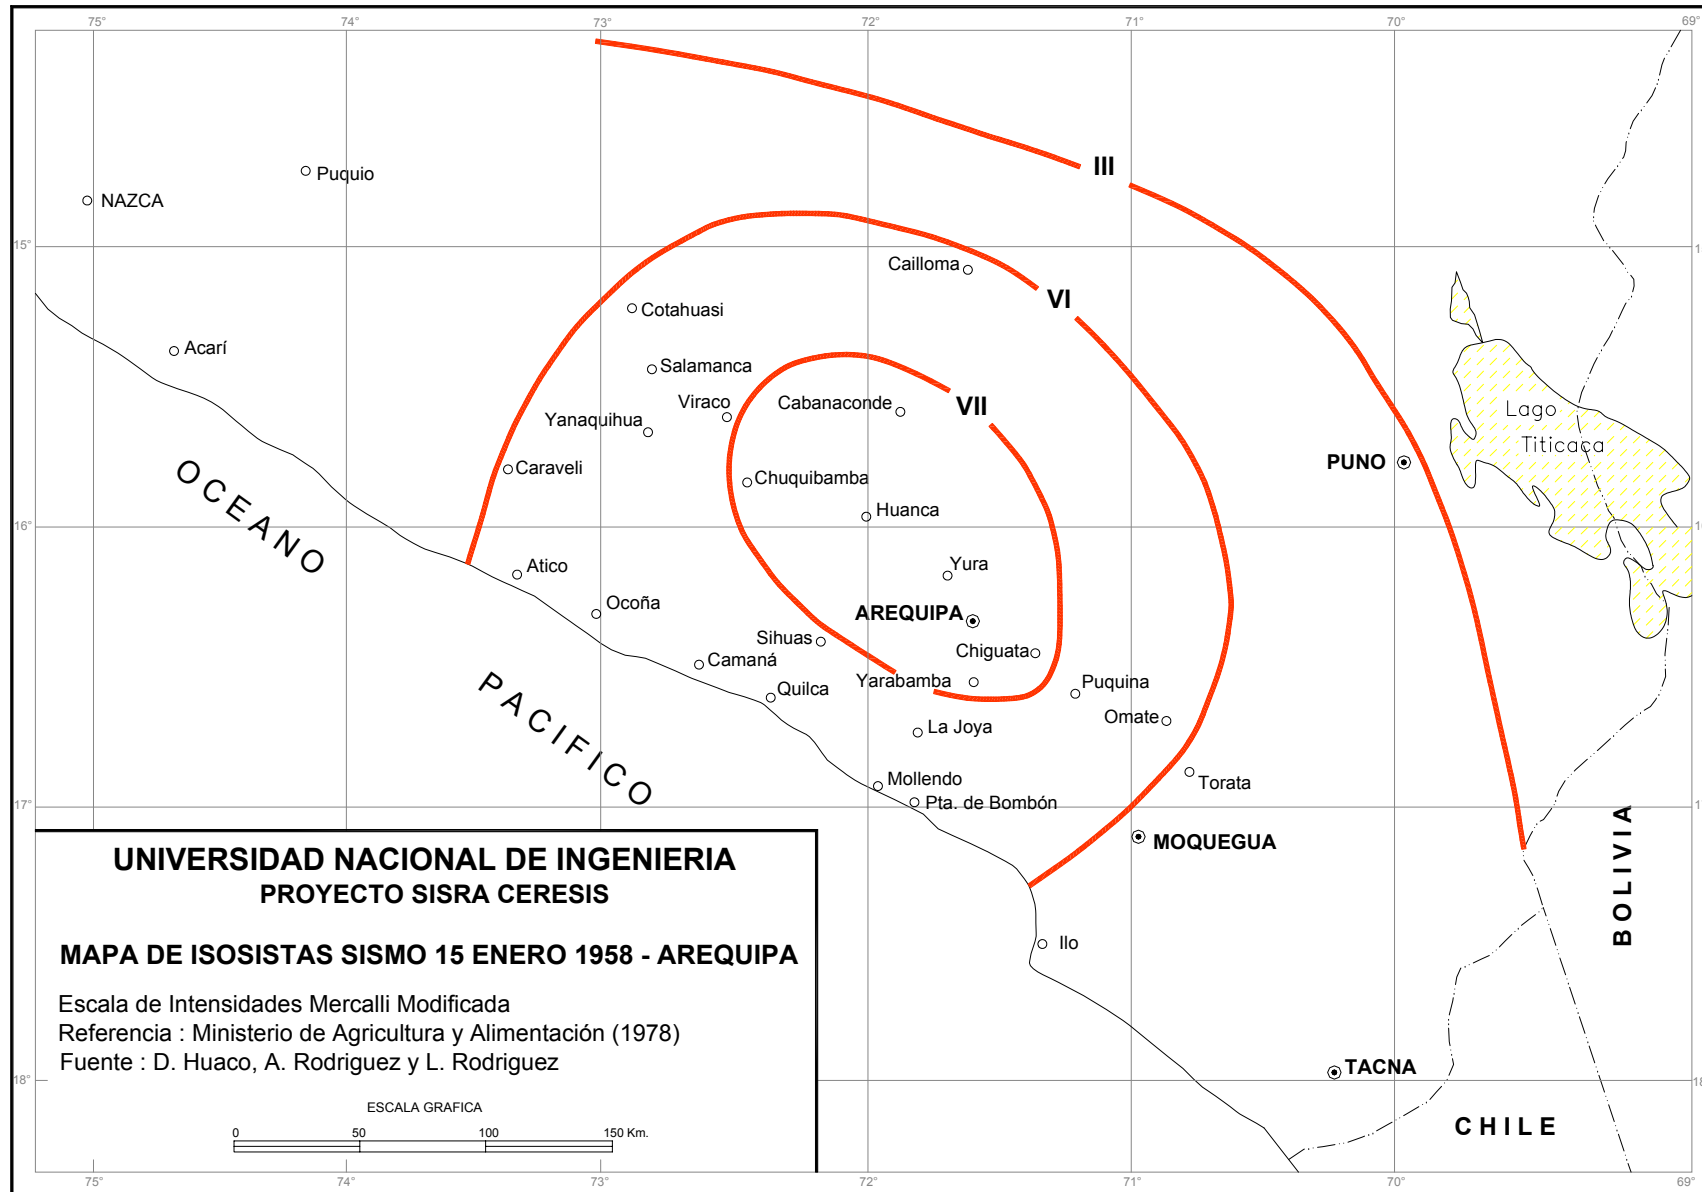 75°
74°
73°
72°
71°
70°
69°
III
Puquio
NAZCA
15°
Cailloma
VI
Cotahuasi
Acarí
Salamanca
Viraco
Cabanaconde
VII
Yanaquihua
Lago
Titicaca
PUNO
Caraveli
Chuquibamba
Huanca
OCEANO
16°
Atico
Yura
Ocoña
AREQUIPA
Sihuas
Chiguata
Camaná
Yarabamba
Quilca
Puquina
PACIFICO
Omate
La Joya
Mollendo
Torata
17°
Pta. de Bombón
MOQUEGUA
BOLIVIA
UNIVERSIDAD NACIONAL DE INGENIERIA
PROYECTO SISRA CERESIS
Ilo
MAPA DE ISOSISTAS SISMO 15 ENERO 1958 - AREQUIPA
Escala de Intensidades Mercalli Modificada
Referencia : Ministerio de Agricultura y Alimentación (1978)
Fuente : D. Huaco, A. Rodriguez y L. Rodriguez
TACNA
18°
ESCALA GRAFICA
CHILE
0 50 100 150 Km.
75°
74°
73°
72°
71°
70°
69°